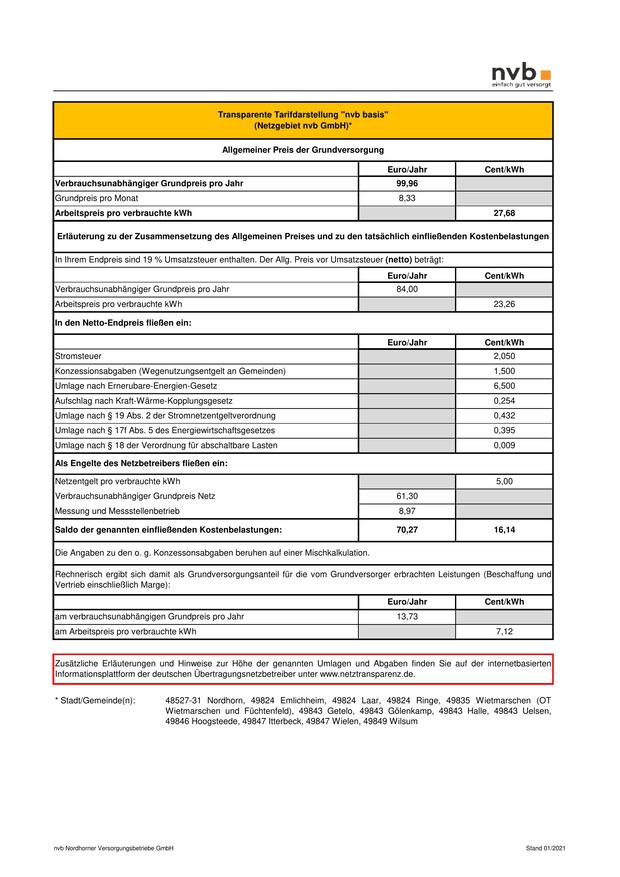 nvb
einfach gut versorgt
Transparente Tarifdarstellung "nvb basis"
(Netzgebiet nvb GmbH)*
Allgemeiner Preis der Grundversorgung
Euro/Jahr Cent/kWh
Verbrauchsunabhängiger Grundpreis pro Jahr 99,96
Grundpreis pro Monat 8,33
Arbeitspreis pro verbrauchte kWh 27,68
Erläuterung zu der Zusammensetzung des Allgemeinen Preises und zu den tatsächlich einfließenden Kostenbelastungen
In Ihrem Endpreis sind 19 % Umsatzsteuer enthalten. Der Allg. Preis vor Umsatzsteuer (netto) beträgt:
Euro/Jahr Cent/kWh
Verbrauchsunabhängiger Grundpreis pro Jahr 84,00
Arbeitspreis pro verbrauchte kWh 23,26
In den Netto-Endpreis fließen ein:
Euro/Jahr Cent/kWh
Stromsteuer 2,050
Konzessionsabgaben (Wegenutzungsentgelt an Gemeinden) 1,500
Umlage nach Ernerubare-Energien-Gesetz 6,500
Aufschlag nach Kraft-Wärme-Kopplungsgesetz 0,254
Umlage nach § 19 Abs. 2 der Stromnetzentgeltverordnung 0,432
Umlage nach § 17f Abs. 5 des Energiewirtschaftsgesetzes 0,395
Umlage nach § 18 der Verordnung für abschaltbare Lasten 0,009
Als Engelte des Netzbetreibers fließen ein:
Netzentgelt pro verbrauchte kWh 5,00
Verbrauchsunabhängiger Grundpreis Netz 61,30
Messung und Messstellenbetrieb 8,97
Saldo der genannten einfließenden Kostenbelastungen: 70,27 16,14
Die Angaben zu den o. g. Konzessonsabgaben beruhen auf einer Mischkalkulation.
Rechnerisch ergibt sich damit als Grundversorgungsanteil für die vom Grundversorger erbrachten Leistungen (Beschaffung und
Vertrieb einschließlich Marge):
Euro/Jahr Cent/kWh
am verbrauchsunabhängigen Grundpreis pro Jahr 13,73
am Arbeitspreis pro verbrauchte kWh 7,12
Zusätzliche Erläuterungen und Hinweise zur Höhe der genannten Umlagen und Abgaben finden Sie auf der internetbasierten
Informationsplattform der deutschen Übertragungsnetzbetreiber unter www.netztransparenz.de.
* Stadt/Gemeinde(n): 48527-31 Nordhorn, 49824 Emlichheim, 49824 Laar, 49824 Ringe, 49835 Wietmarschen (OT
Wietmarschen und Füchtenfeld), 49843 Getelo, 49843 Gölenkamp, 49843 Halle, 49843 Uelsen,
49846 Hoogsteede, 49847 Itterbeck, 49847 Wielen, 49849 Wilsum
nvb Nordhorner Versorgungsbetriebe GmbH Stand 01/2021